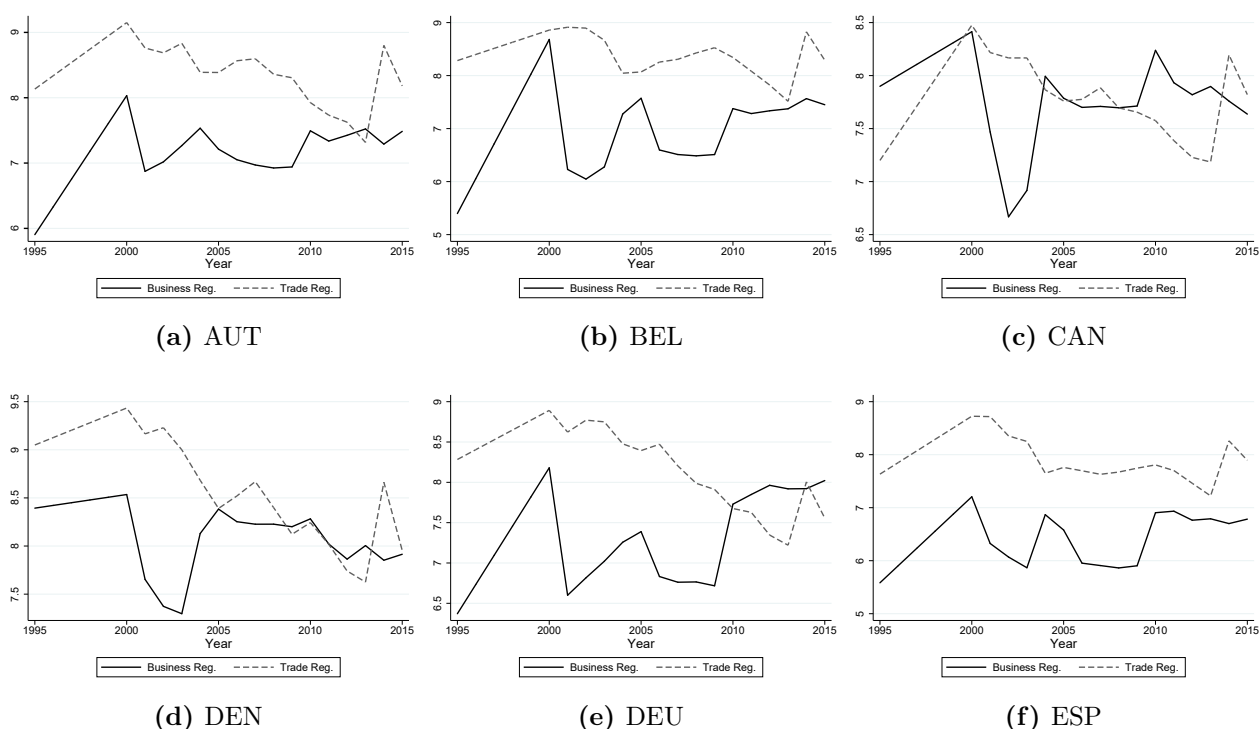 9
8
7
6
1995 2000 2005 2010 2015
Year
Business Reg. Trade Reg.
(a) AUT
9
8
7
6
5
1995 2000 2005 2010 2015
Year
Business Reg. Trade Reg.
(b) BEL
8.5
8
7.5
7
6.5
1995 2000 2005 2010 2015
Year
Business Reg. Trade Reg.
(c) CAN
9.5
9
8.5
8
7.5
1995 2000 2005 2010 2015
Year
Business Reg. Trade Reg.
(d) DEN
9
8.5
8
7.5
7
6.5
1995 2000 2005 2010 2015
Year
Business Reg. Trade Reg.
(e) DEU
9
8
7
6
5
1995 2000 2005 2010 2015
Year
Business Reg. Trade Reg.
(f) ESP